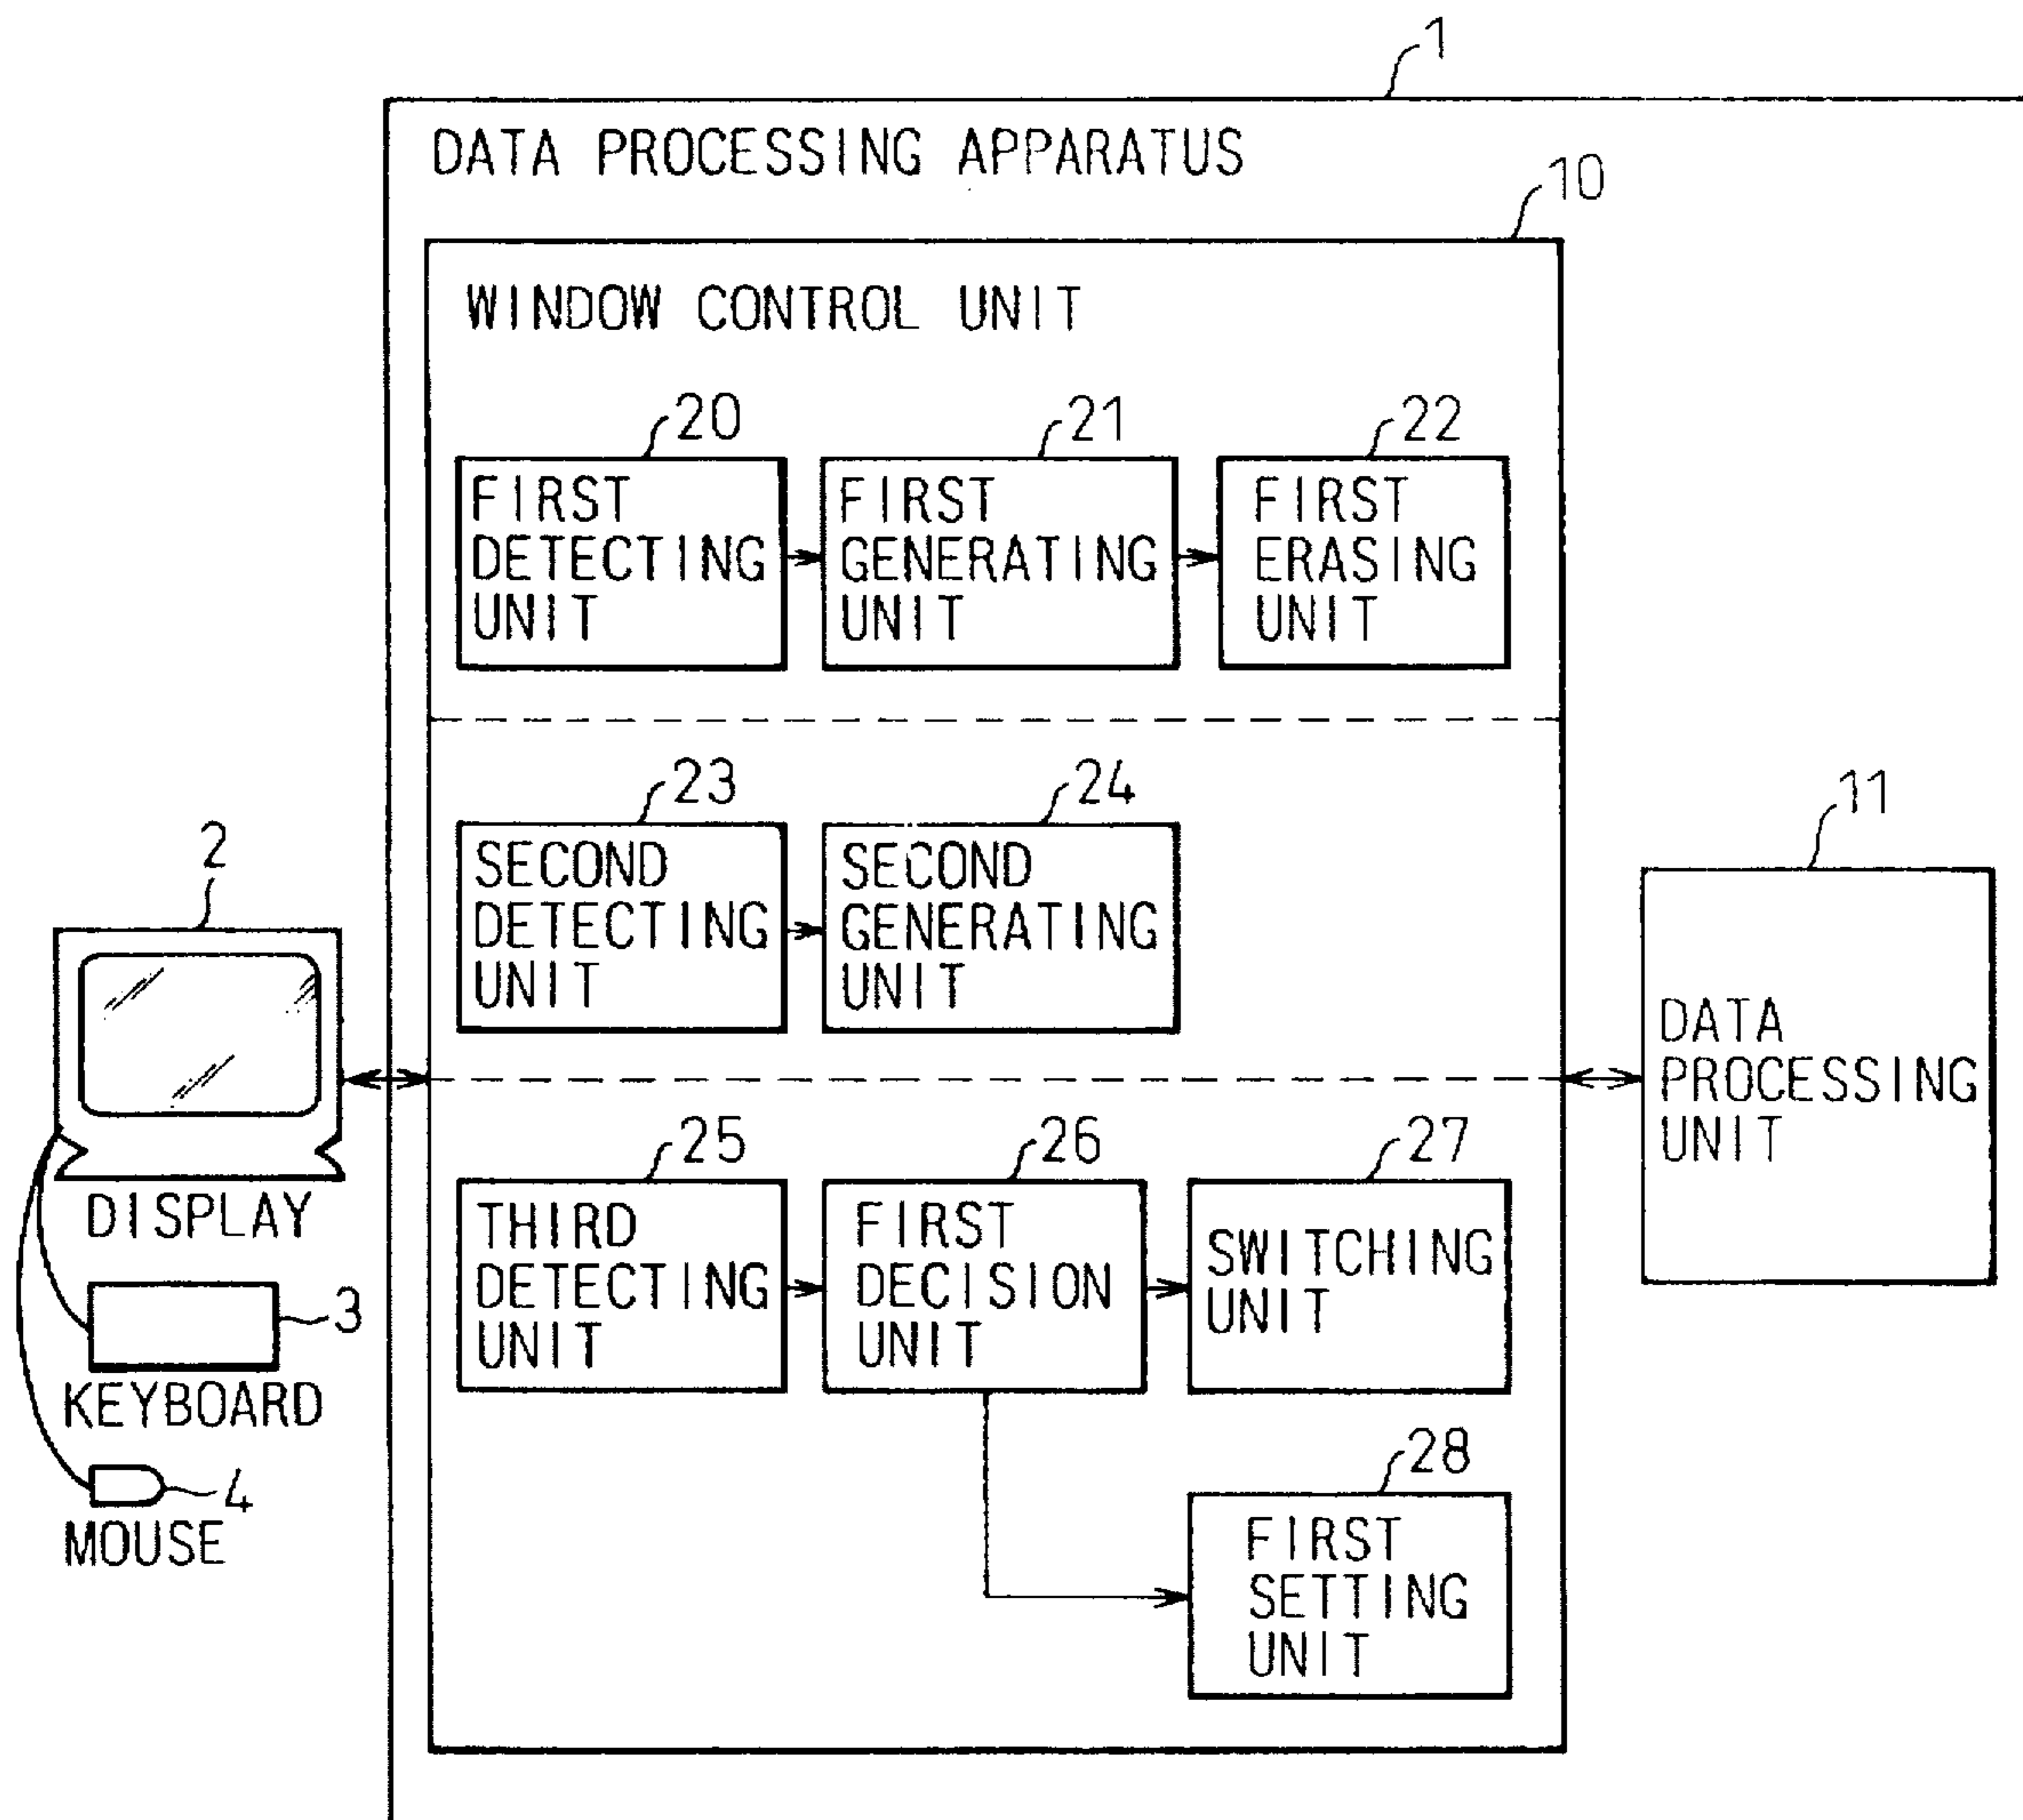 1
DATA PROCESSING APPARATUS
10
WINDOW CONTROL UNIT
20
FIRST
DETECTING
UNIT
21
FIRST
GENERATING
UNIT
22
FIRST
ERASING
UNIT
23
SECOND
DETECTING
UNIT
24
SECOND
GENERATING
UNIT
11
DATA
PROCESSING
UNIT
2
DISPLAY
3
KEYBOARD
4
MOUSE
25
THIRD
DETECTING
UNIT
26
FIRST
DECISION
UNIT
27
SWITCHING
UNIT
28
FIRST
SETTING
UNIT